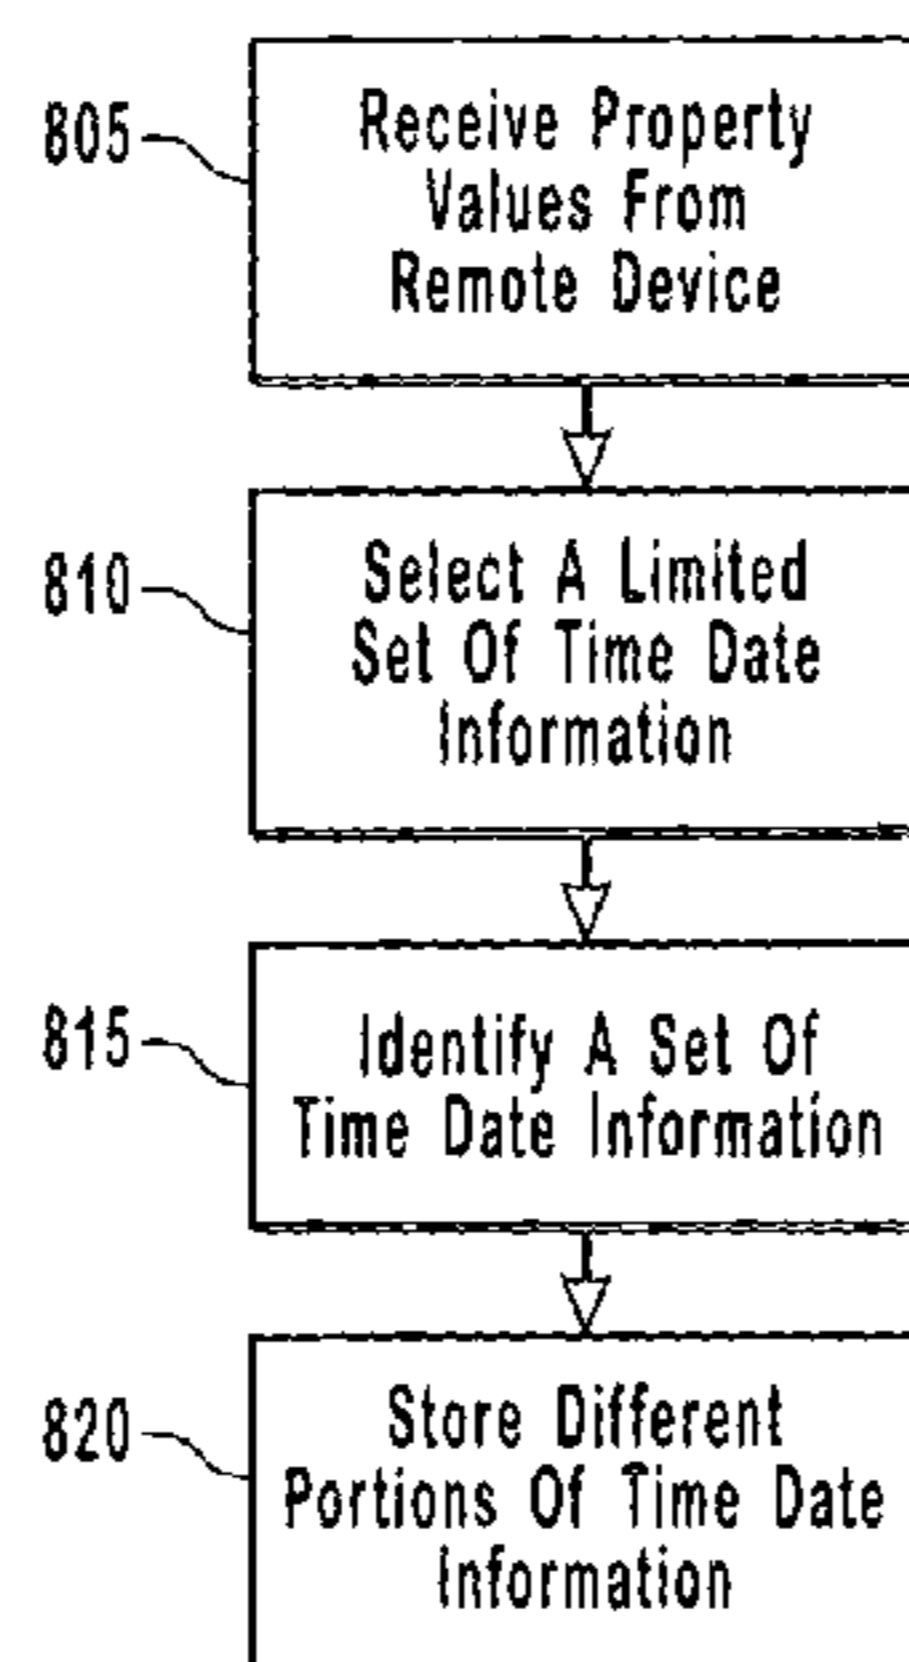 805
Receive Property
Values From
Remote Device
810
Select A Limited
Set Of Time Date
Information
815
Identify A Set Of
Time Date Information
820
Store Different
Portions Of Time Date
Information